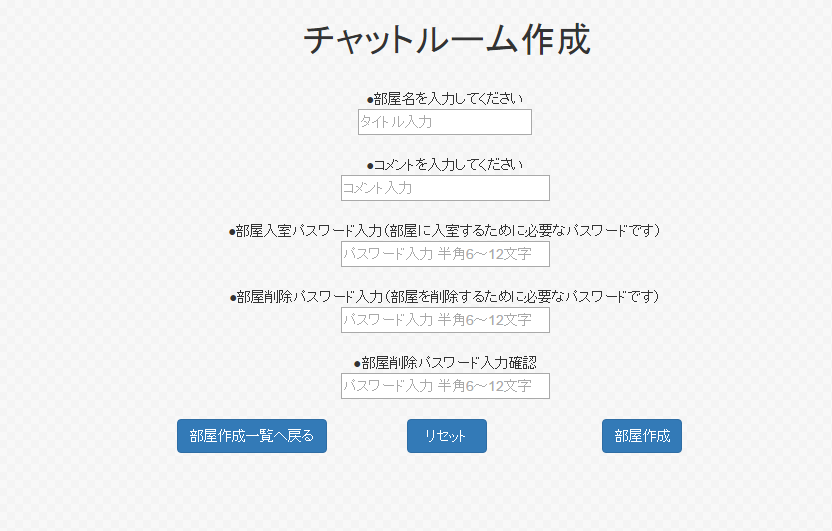 チャットルーム作成
●部屋名を入力してください
タイトル入力
●コメントを入力してください
コメント入力
●部屋入室パスワード入力(部屋に入室するために必要なパスワードです)
パスワード入力 半角6～12文字
●部屋削除パスワード入力(部屋を削除するために必要なパスワードです)
パスワード入力 半角6～12文字
●部屋削除パスワード入力確認
パスワード入力 半角6～12文字
部屋作成一覧へ戻る
リセット
部屋作成